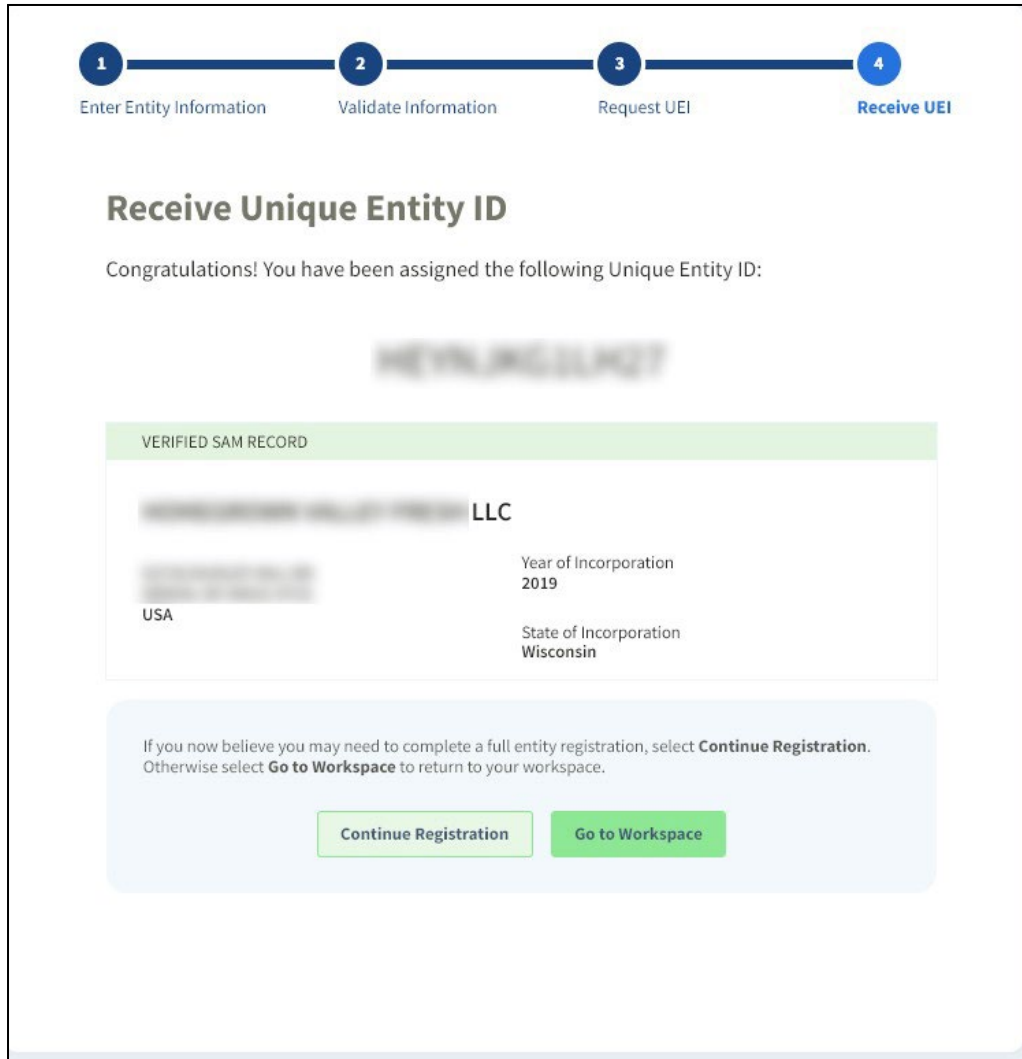 1
2
3
4
Enter Entity Information
Validate Information
Request UEI
Receive UEI
Receive Unique Entity ID
Congratulations! You have been assigned the following Unique Entity ID:
VERIFIED SAM RECORD
LLC
USA
Year of Incorporation
2019
State of Incorporation
Wisconsin
If you now believe you may need to complete a full entity registration, select Continue Registration.
Otherwise select Go to Workspace to return to your workspace.
Continue Registration
Go to Workspace